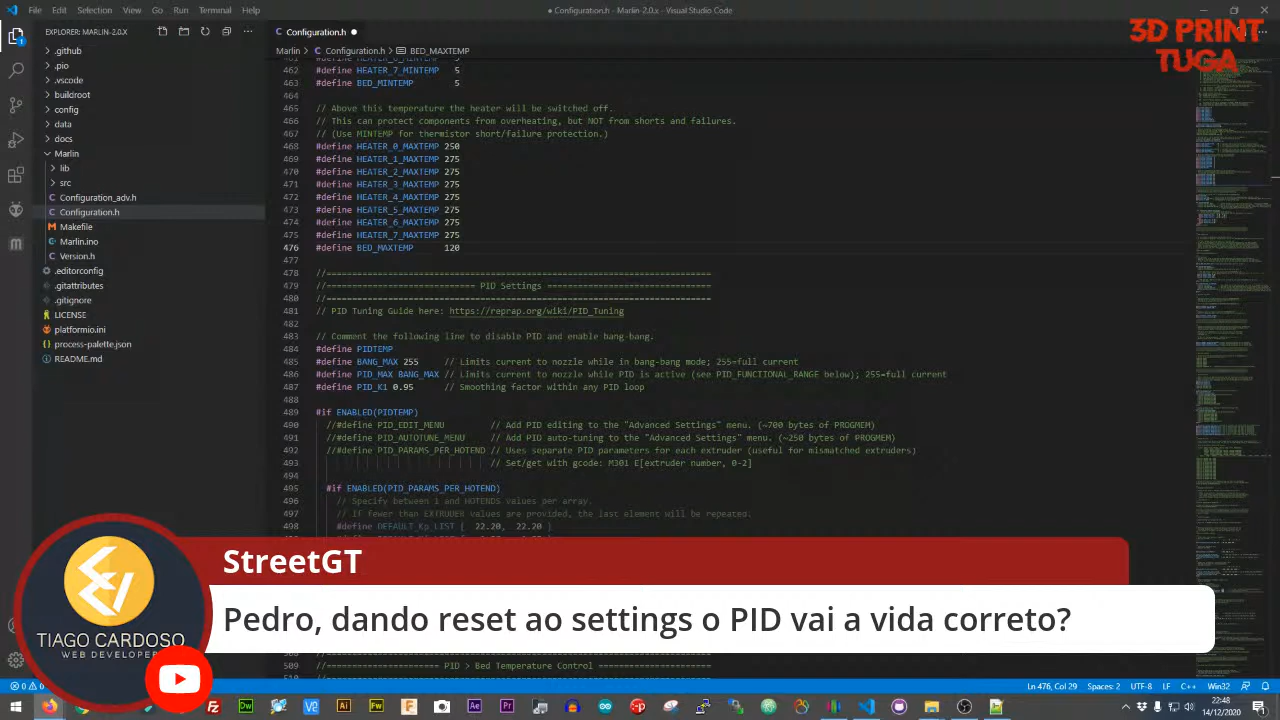 File Edit Selection View Go Run Terminal Help
● Configuration.h - Marlin-2.0.x - Visual Studio Code
EXPLORER: MARLIN-2.0.X
.github
.pio
.vscode
buildroot
config
data
docs
Marlin
lib
src
Configuration_adv.h
Configuration.h
Makefile
Marlin.ino
Version.h
.editorconfig
.gitattributes
.gitignore
LICENSE
platformio.ini
process-palette.json
README.md
Configuration.h ●
Marlin > Configuration.h > BED_MAXTEMP
3D PRINT
TUGA
461 #define HEATER_6_MINTEMP 5
462 #define HEATER_7_MINTEMP 5
463 #define BED_MINTEMP
464
465 // Above this temperature the heater will be switched off.
466 // This can protect components from overheating, but NOT from shorts and failures.
467 // (Use MINTEMP for thermistor short/failure protection.)
468 #define HEATER_0_MAXTEMP 250
469 #define HEATER_1_MAXTEMP 275
470 #define HEATER_2_MAXTEMP 275
471 #define HEATER_3_MAXTEMP 275
472 #define HEATER_4_MAXTEMP 275
473 #define HEATER_5_MAXTEMP 275
474 #define HEATER_6_MAXTEMP 275
475 #define HEATER_7_MAXTEMP 275
476 #define BED_MAXTEMP 120
477
478 //===========================================================================
479 //============================= PID Settings ================================
480 //===========================================================================
481 // PID Tuning Guide here: https://reprap.org/wiki/PID_Tuning
482
483 // Comment the following line to disable PID and enable bang-bang.
484 #define PIDTEMP
485 #define BANG_MAX 255 // Limits current to nozzle while in bang-bang mode; 255=full current
486 #define PID_MAX BANG_MAX // Limits current to nozzle while PID is active (see PID_FUNCTIONAL_RANGE below); 255=full current
487 #define PID_K1 0.95 // Smoothing factor within any PID loop
488
489 #if ENABLED(PIDTEMP)
490 //#define PID_EDIT_MENU // Add PID editing to the "Advanced Settings" menu. (~700 bytes of PROGMEM)
491 //#define PID_AUTOTUNE_MENU // Add PID auto-tuning to the "Advanced Settings" menu. (~250 bytes of PROGMEM)
492 //#define PID_PARAMS_PER_HOTEND // Uses separate PID parameters for each extruder (useful for mismatched extruders)
493 // Set/get with gcode: M301 E[extruder number, 0-2]
494
495 #if ENABLED(PID_PARAMS_PER_HOTEND)
496 // Specify between 1 and HOTENDS values per array.
497 // If fewer than EXTRUDER values are provided, the last element will be repeated.
498 #define DEFAULT_Kp_LIST { 22.20, 22.20
StreetGT
Pedro, dando reset ao settings o PID vai a vida correto?
TIAGO CARDOSO
WEB DEVELOPER
508
509 //====================== PID > Bed Temperature Control ======================
Ln 476, Col 29 Spaces: 2 UTF-8 LF C++ Win32
22:48
14/12/2020